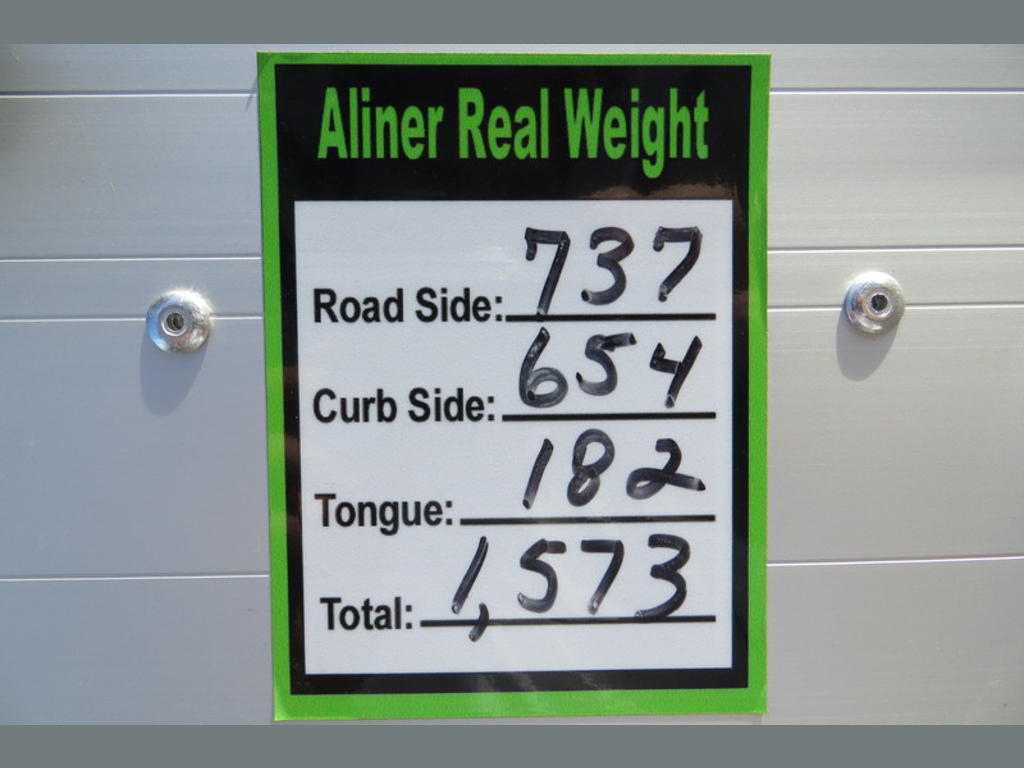 Aliner Real Weight
Road Side: 737
Curb Side: 654
Tongue: 182
Total: 1,573